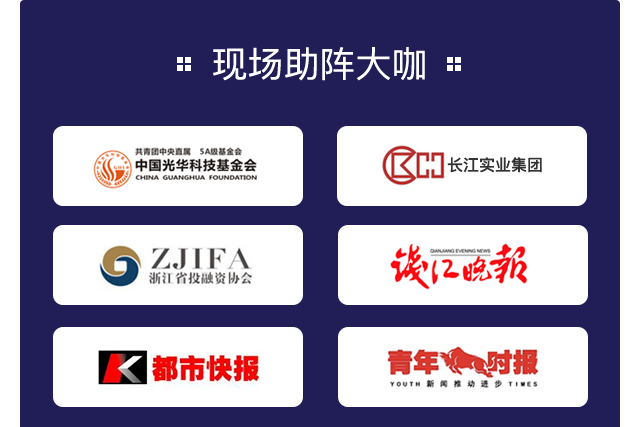 现场助阵大咖
共青团中央直属 5A级基金会
中国光华科技基金会
CHINA GUANGHUA FOUNDATION
长江实业集团
ZJIFA
浙江省投融资协会
QIANJIANG EVENING NEWS
钱江晚报
K 都市快报
青年时报
YOUTH 新闻推动进步 TIMES